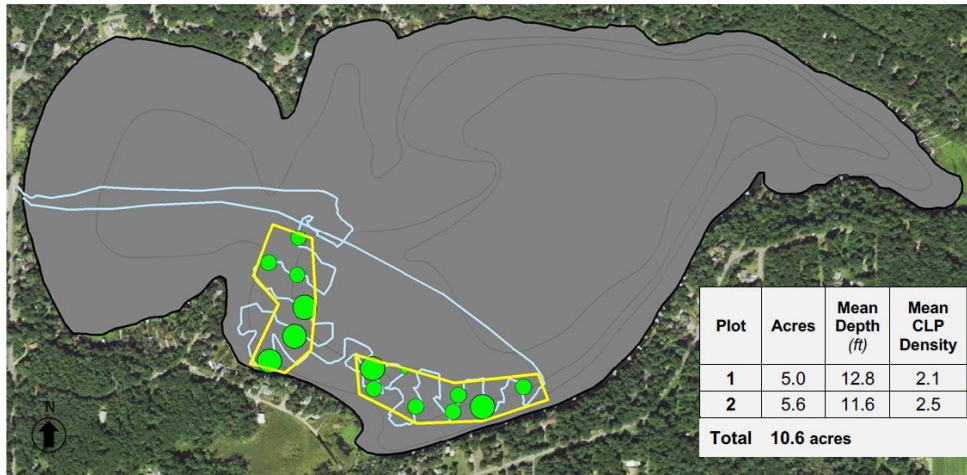 N
Plot Acres Mean Depth (ft) Mean CLP Density
1 5.0 12.8 2.1
2 5.6 11.6 2.5
Total 10.6 acres